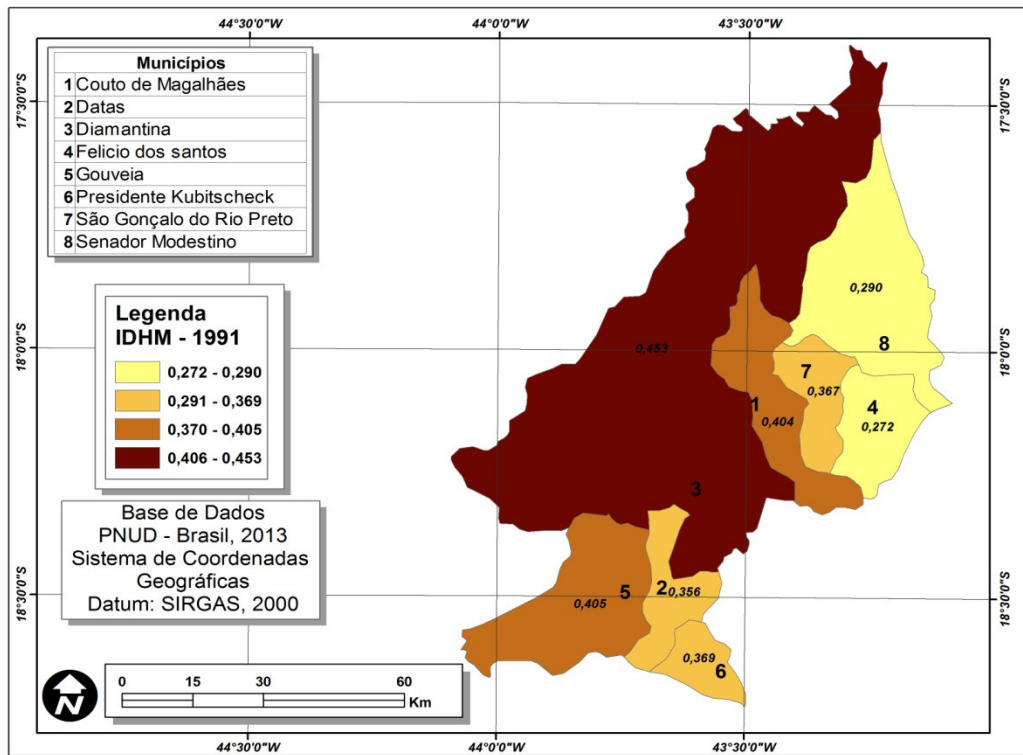 44°30'0"W 44°0'0"W 43°30'0"W
Municípios
1 Couto de Magalhães
2 Datas
3 Diamantina
4 Felicio dos santos
5 Gouveia
6 Presidente Kubitscheck
7 São Gonçalo do Rio Preto
8 Senador Modestino
Legenda
IDHM - 1991
0,272 - 0,290
0,291 - 0,369
0,370 - 0,405
0,406 - 0,453
Base de Dados
PNUD - Brasil, 2013
Sistema de Coordenadas
Geográficas
Datum: SIRGAS, 2000
N
0 15 30 60
Km
17°30'0"S
18°0'0"S
18°30'0"S
0,290
8
0,453
7
0,367
1
0,404
4
0,272
3
5
0,405
2
0,356
0,369
6
17°30'0"S
18°0'0"S
18°30'0"S
44°30'0"W 44°0'0"W 43°30'0"W